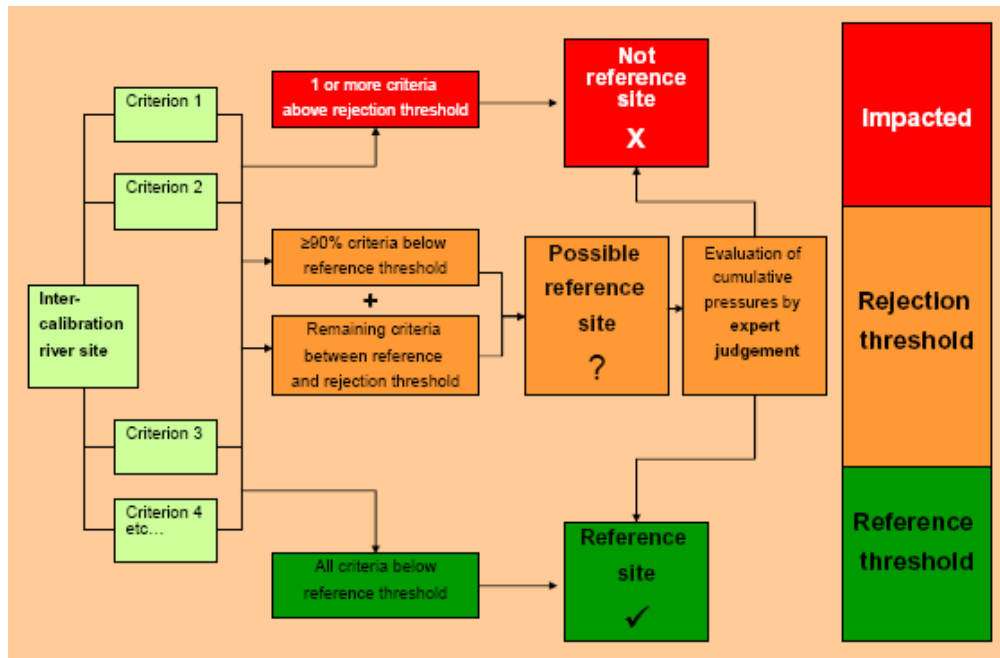 Criterion 1
Criterion 2
Inter-
calibration
river site
Criterion 3
Criterion 4
etc...
1 or more criteria
above rejection threshold
≥90% criteria below
reference threshold
+
Remaining criteria
between reference
and rejection threshold
All criteria below
reference threshold
Not
reference
site
X
Possible
reference
site
?
Evaluation of
cumulative
pressures by
expert
judgement
Reference
site
✓
Impacted
Rejection
threshold
Reference
threshold